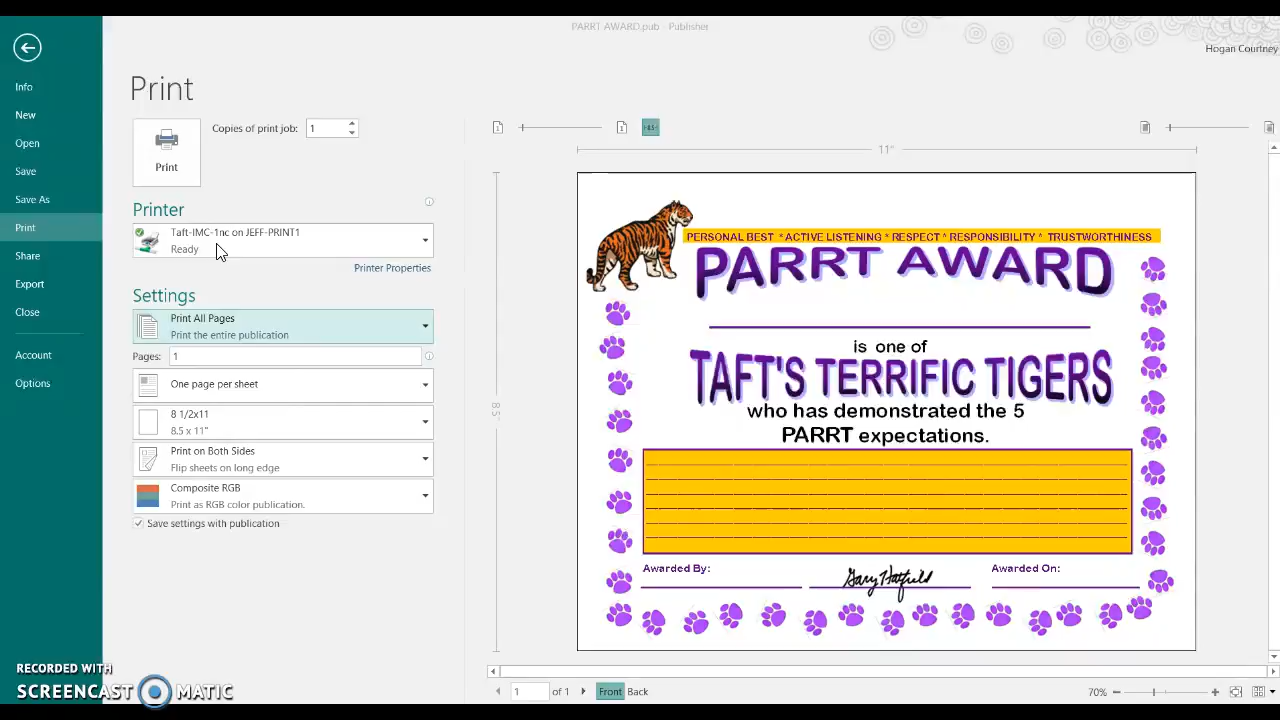 PARRT AWARD.pub - Publisher
Hogan Courtney
Info
New
Open
Save
Save As
Print
Share
Export
Close
Account
Options
Print
Print
Copies of print job: 1
Printer
Taft-IMC-1nc on JEFF-PRINT1
Ready
Printer Properties
Settings
Print All Pages
Print the entire publication
Pages: 1
One page per sheet
8 1/2x11
8.5 x 11"
Print on Both Sides
Flip sheets on long edge
Composite RGB
Print as RGB color publication.
Save settings with publication
11"
8.5"
PERSONAL BEST *ACTIVE LISTENING * RESPECT * RESPONSIBILITY * TRUSTWORTHINESS
PARRT AWARD
is one of
TAFT'S TERRIFIC TIGERS
who has demonstrated the 5
PARRT expectations.
Awarded By:
Gary Hatfield
Awarded On:
1 of 1
Front Back
70%
RECORDED WITH
SCREENCAST MATIC